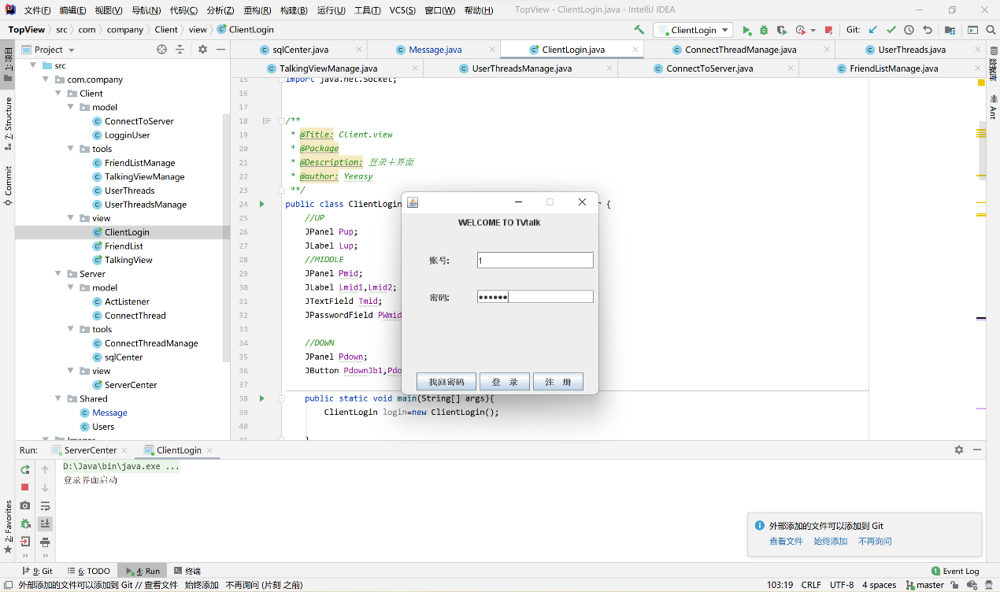 文件(F) 编辑(E) 视图(V) 导航(N) 代码(C) 分析(Z) 重构(R) 构建(B) 运行(U) 工具(T) VCS(S) 窗口(W) 帮助(H) TopView - ClientLogin.java - IntelliJ IDEA
TopView src com company Client view ClientLogin
ClientLogin Git:
Project
sqlCenter.java Message.java ClientLogin.java ConnectThreadManage.java UserThreads.java
TalkingViewManage.java UserThreadsManage.java ConnectToServer.java FriendListManage.java
1: 项目
7: Structure
Commit
2: Favorites
数据库
Ant
src
com.company
Client
model
ConnectToServer
LogginUser
tools
FriendListManage
TalkingViewManage
UserThreads
UserThreadsManage
view
ClientLogin
FriendList
TalkingView
Server
model
ActListener
ConnectThread
tools
ConnectThreadManage
sqlCenter
view
ServerCenter
Shared
Message
Users
Images
15 import java.net.Socket;
16
17
18 /**
19 * @Title: Client.view
20 * @Package
21 * @Description: 登录主界面
22 * @author: Yeeasy
23 **/
24 public class ClientLogin r {
25 //UP
26 JPanel Pup;
27 JLabel Lup;
28 //MIDDLE
29 JPanel Pmid;
30 JLabel Lmid1,Lmid2;
31 JTextField Tmid;
32 JPasswordField PWmid
33
34 //DOWN
35 JPanel Pdown;
36 JButton PdownJb1,Pdo
37
38 public static void main(String[] args){
39 ClientLogin login=new ClientLogin();
40
41 }
WELCOME TO TVtalk
账号: 1
密码: ●●●●●●
找回密码 登 录 注 册
Run: ServerCenter ClientLogin
D:\Java\bin\java.exe ...
登录界面启动
外部添加的文件可以添加到 Git
查看文件 始终添加 不再询问
9: Git 6: TODO 4: Run 终端 1 Event Log
外部添加的文件可以添加到 Git // 查看文件 始终添加 不再询问 (片刻 之前) 103:19 CRLF UTF-8 4 spaces master